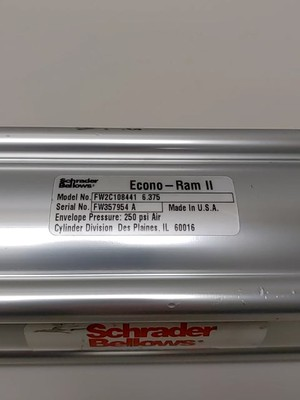 Schrader
Bellows® Econo-Ram II
Model No. FW2C108441 6.375
Serial No. FW357954 A Made in U.S.A.
Envelope Pressure: 250 psi Air
Cylinder Division Des Plaines, IL 60016
Schrader
Bellows®